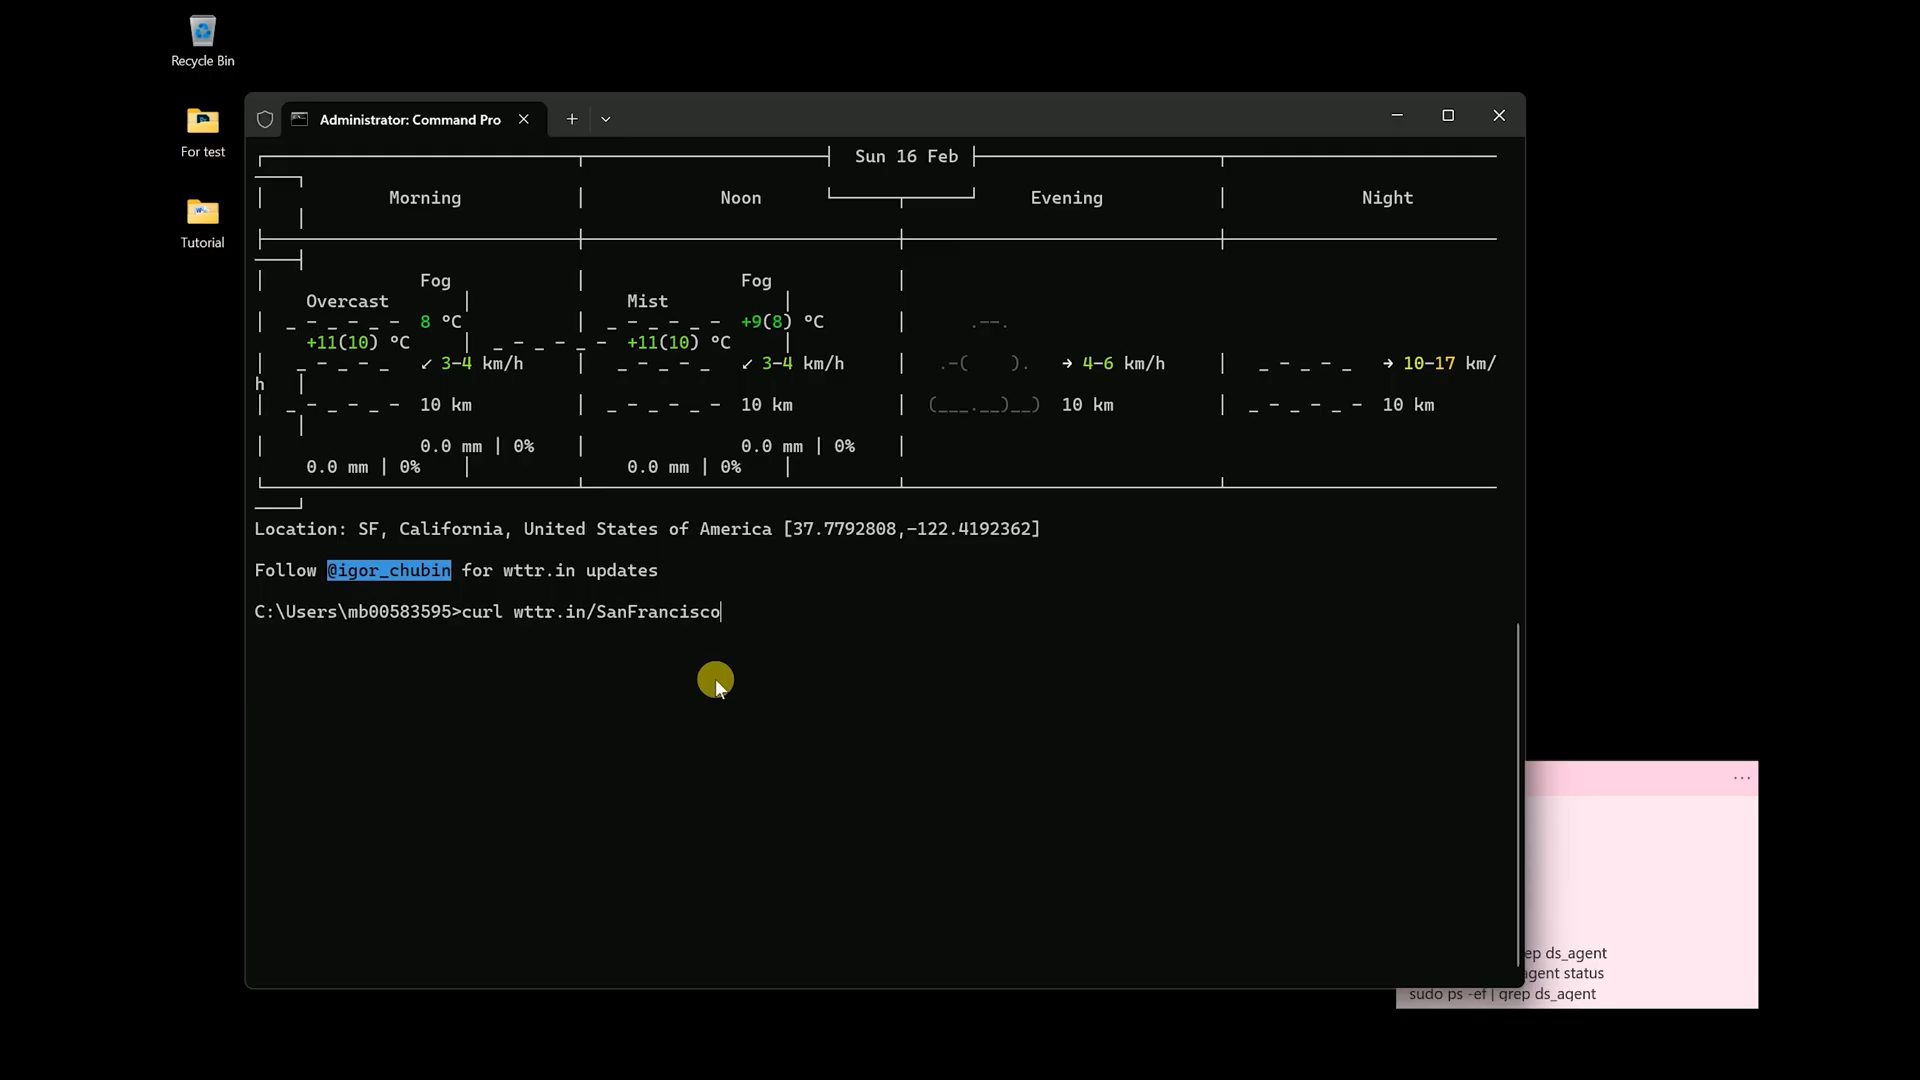 Recycle Bin
For test
Tutorial
Administrator: Command Pro
Sun 16 Feb
Morning Noon Evening Night
Fog Fog
Overcast Mist
8 °C +9(8) °C
+11(10) °C +11(10) °C
↙ 3-4 km/h ↙ 3-4 km/h → 4-6 km/h → 10-17 km/
h
10 km 10 km 10 km 10 km
0.0 mm | 0% 0.0 mm | 0%
0.0 mm | 0% 0.0 mm | 0%
Location: SF, California, United States of America [37.7792808,-122.4192362]
Follow @igor_chubin for wttr.in updates
C:\Users\mb00583595>curl wttr.in/SanFrancisco
ep ds_agent
agent status
sudo ps -ef | grep ds_agent